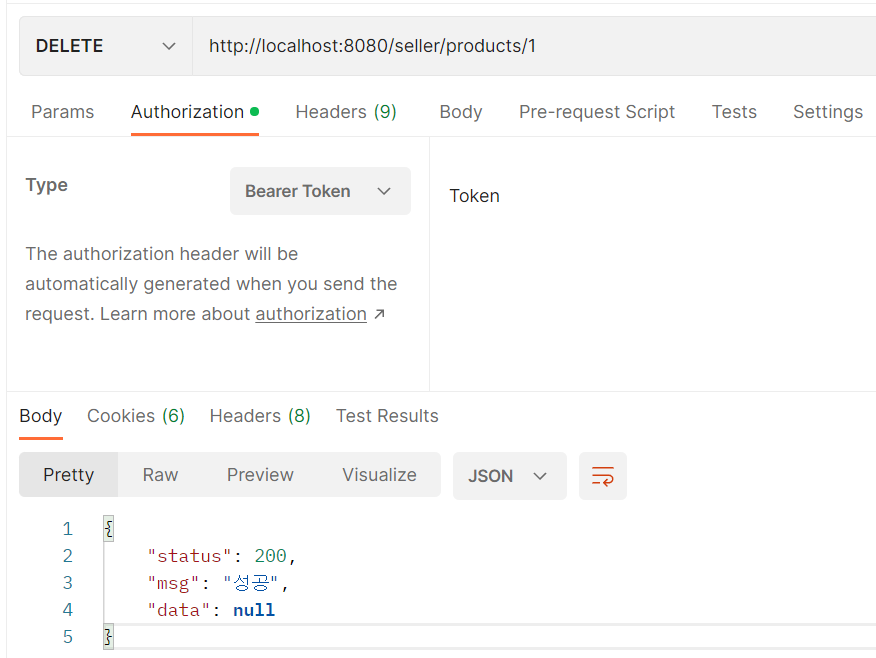 DELETE http://localhost:8080/seller/products/1
Params Authorization Headers (9) Body Pre-request Script Tests Settings
Type Bearer Token Token
The authorization header will be
automatically generated when you send the
request. Learn more about authorization ↗
Body Cookies (6) Headers (8) Test Results
Pretty Raw Preview Visualize JSON
1 {
2 "status": 200,
3 "msg": "성공",
4 "data": null
5 }